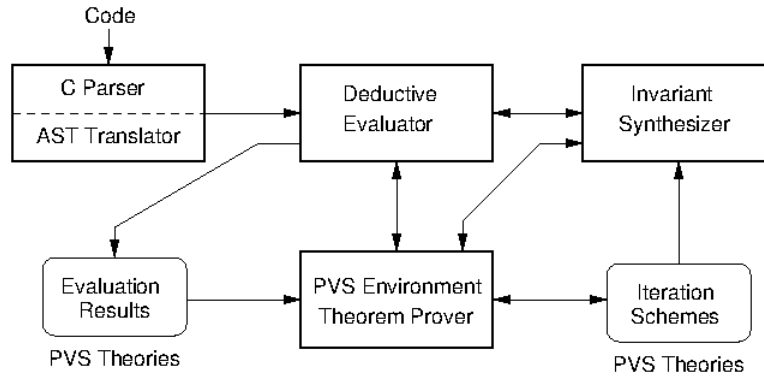 Code
C Parser
AST Translator
Deductive
Evaluator
Invariant
Synthesizer
Evaluation
Results
PVS Theories
PVS Environment
Theorem Prover
Iteration
Schemes
PVS Theories